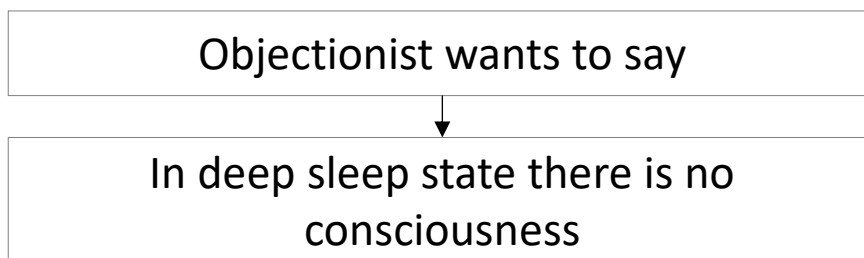 Objectionist wants to say
In deep sleep state there is no
consciousness